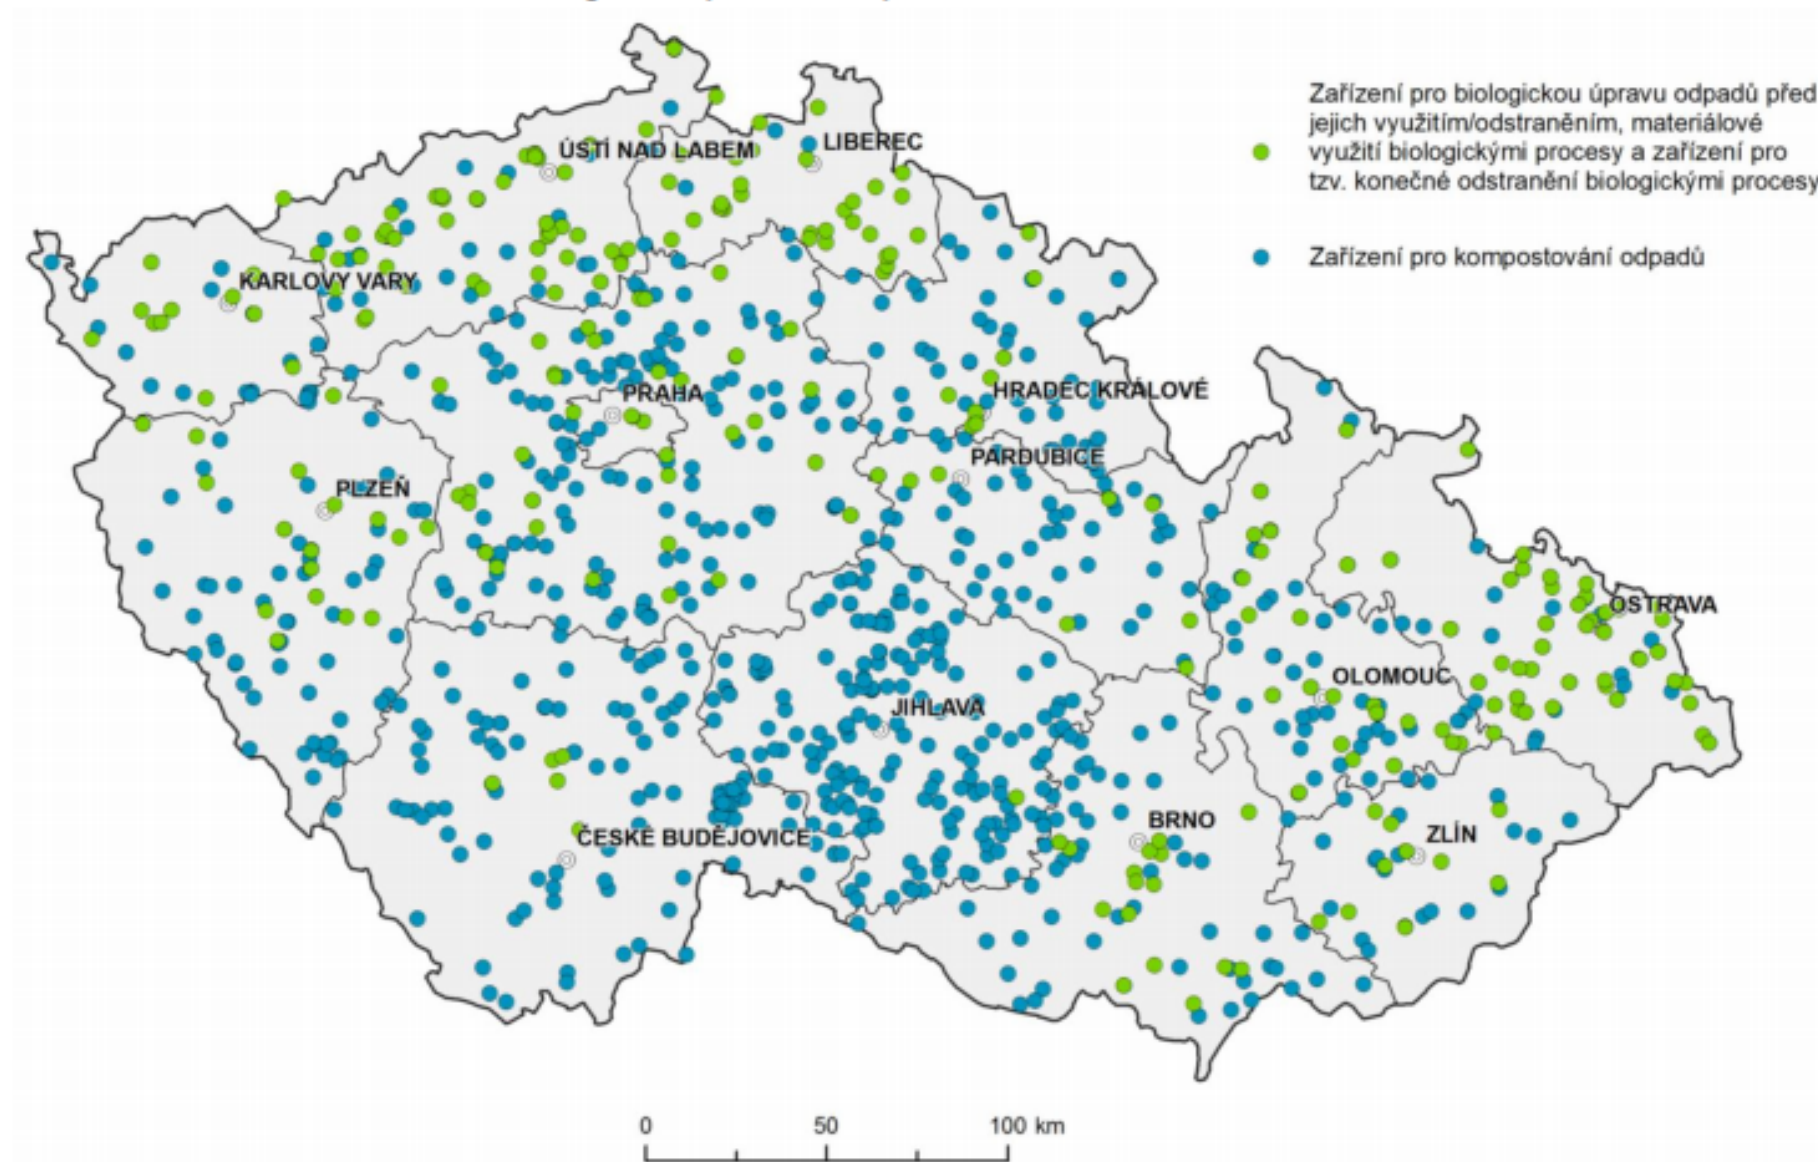 Zařízení pro biologickou úpravu odpadů před
jejich využitím/odstraněním, materiálové
využití biologickými procesy a zařízení pro
tzv. konečné odstranění biologickými procesy
Zařízení pro kompostování odpadů
ÚSTÍ NAD LABEM
LIBEREC
KARLOVY VARY
PRAHA
HRADEC KRÁLOVÉ
PARDUBICE
PLZEŇ
OSTRAVA
OLOMOUC
JIHLAVA
BRNO
ČESKÉ BUDĚJOVICE
ZLÍN
0 50 100 km